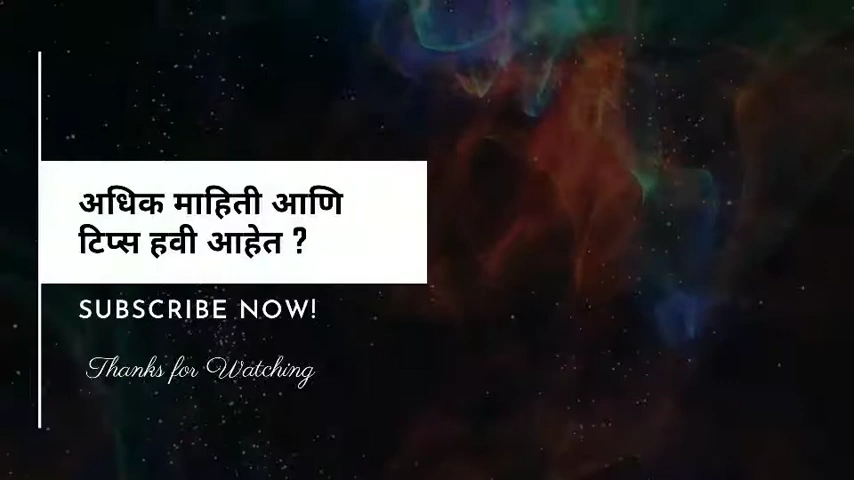 अधिक माहिती आणि
टिप्स हवी आहेत ?
SUBSCRIBE NOW!
Thanks for Watching